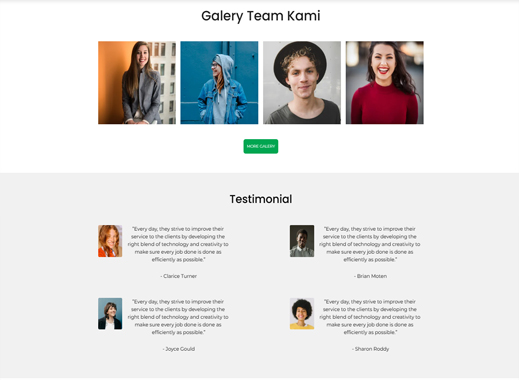 Galery Team Kami
MORE GALERY
Testimonial
"Every day, they strive to improve their
service to the clients by developing the
right blend of technology and creativity to
make sure every job done is done as
efficiently as possible."
- Clarice Turner
"Every day, they strive to improve their
service to the clients by developing the
right blend of technology and creativity to
make sure every job done is done as
efficiently as possible."
- Brian Moten
"Every day, they strive to improve their
service to the clients by developing the
right blend of technology and creativity to
make sure every job done is done as
efficiently as possible."
- Joyce Gould
"Every day, they strive to improve their
service to the clients by developing the
right blend of technology and creativity to
make sure every job done is done as
efficiently as possible."
- Sharon Roddy